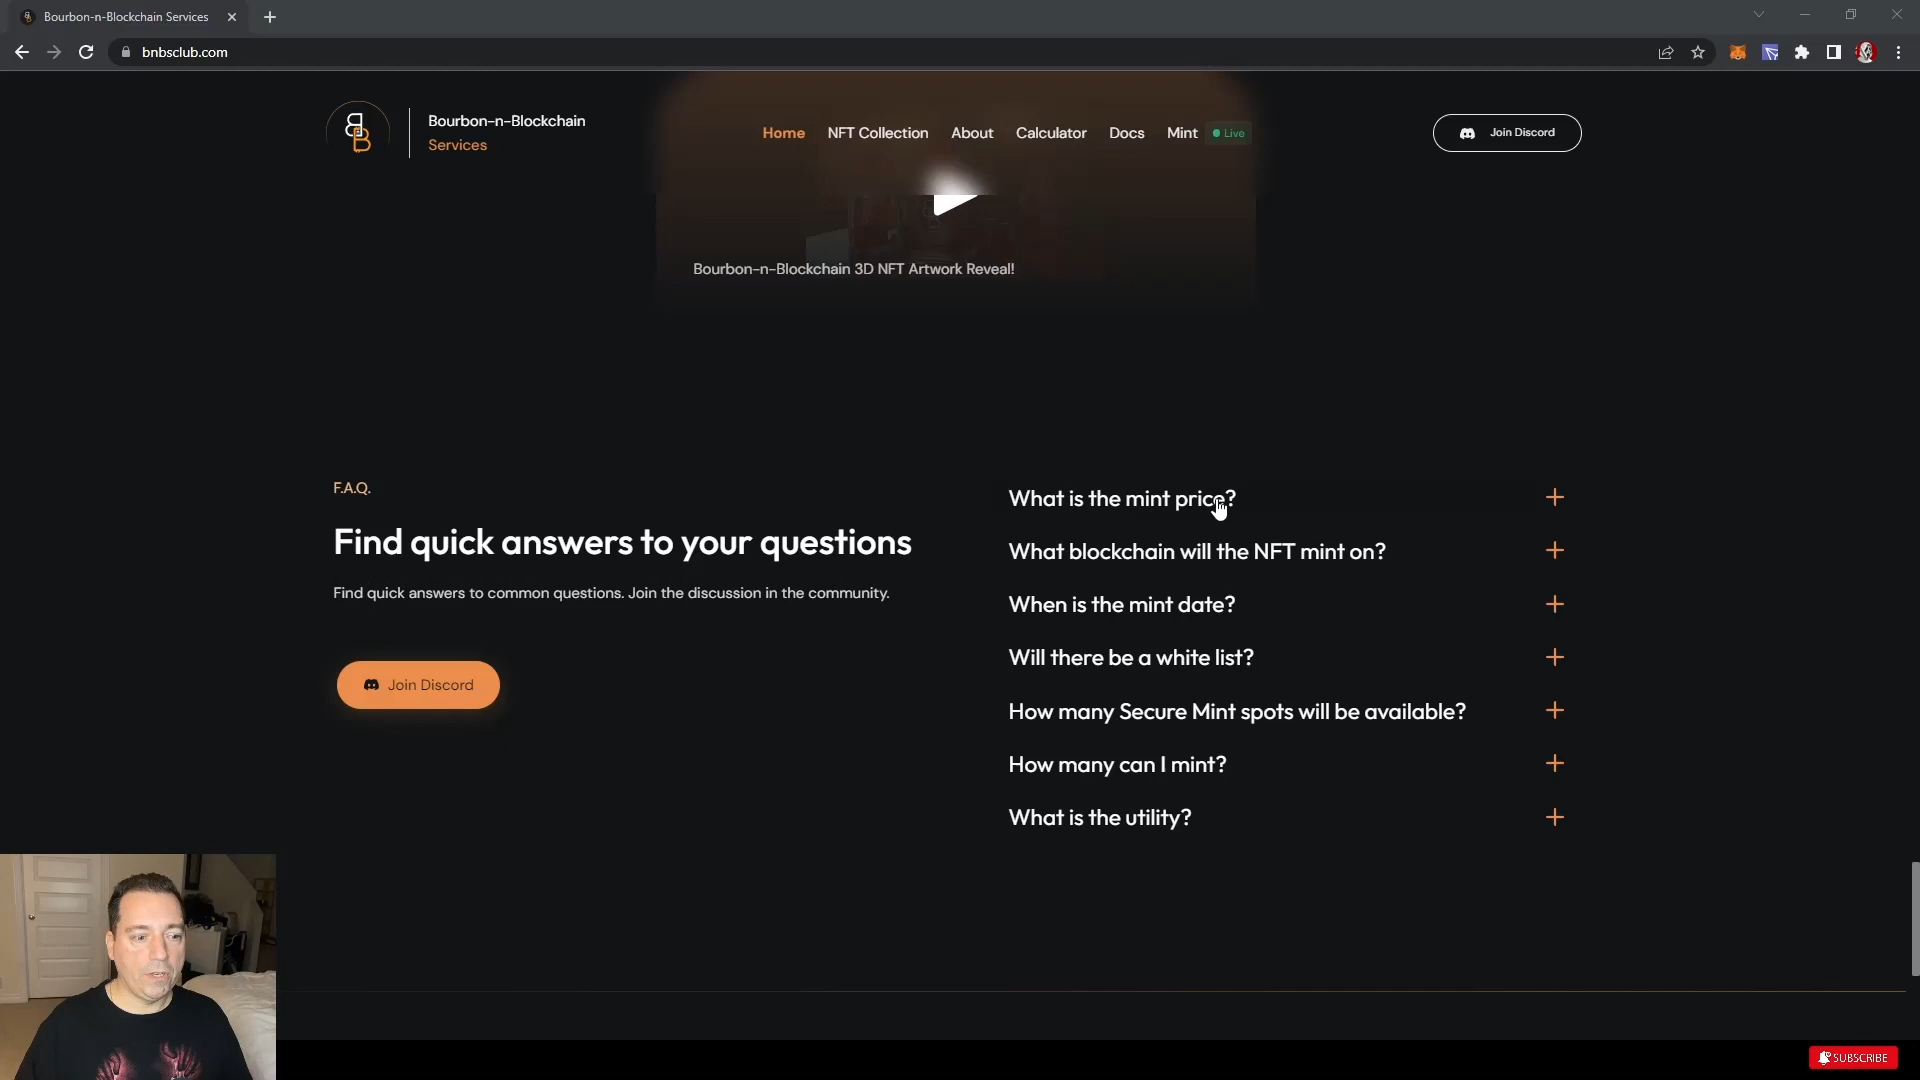 Bourbon-n-Blockchain Services
bnbsclub.com
Bourbon-n-Blockchain
Services
Home
NFT Collection
About
Calculator
Docs
Mint
Live
Join Discord
Bourbon-n-Blockchain 3D NFT Artwork Reveal!
F.A.Q.
Find quick answers to your questions
Find quick answers to common questions. Join the discussion in the community.
Join Discord
What is the mint price?
What blockchain will the NFT mint on?
When is the mint date?
Will there be a white list?
How many Secure Mint spots will be available?
How many can I mint?
What is the utility?
SUBSCRIBE